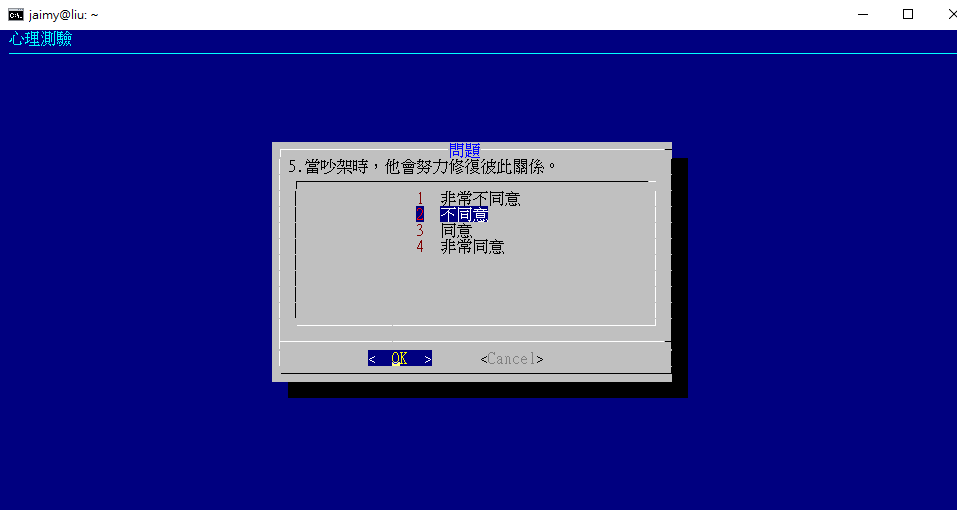 jaimy@liu: ~
心理測驗
問題
5.當吵架時，他會努力修復彼此關係。
1 非常不同意
2 不同意
3 同意
4 非常同意
< OK > <Cancel>